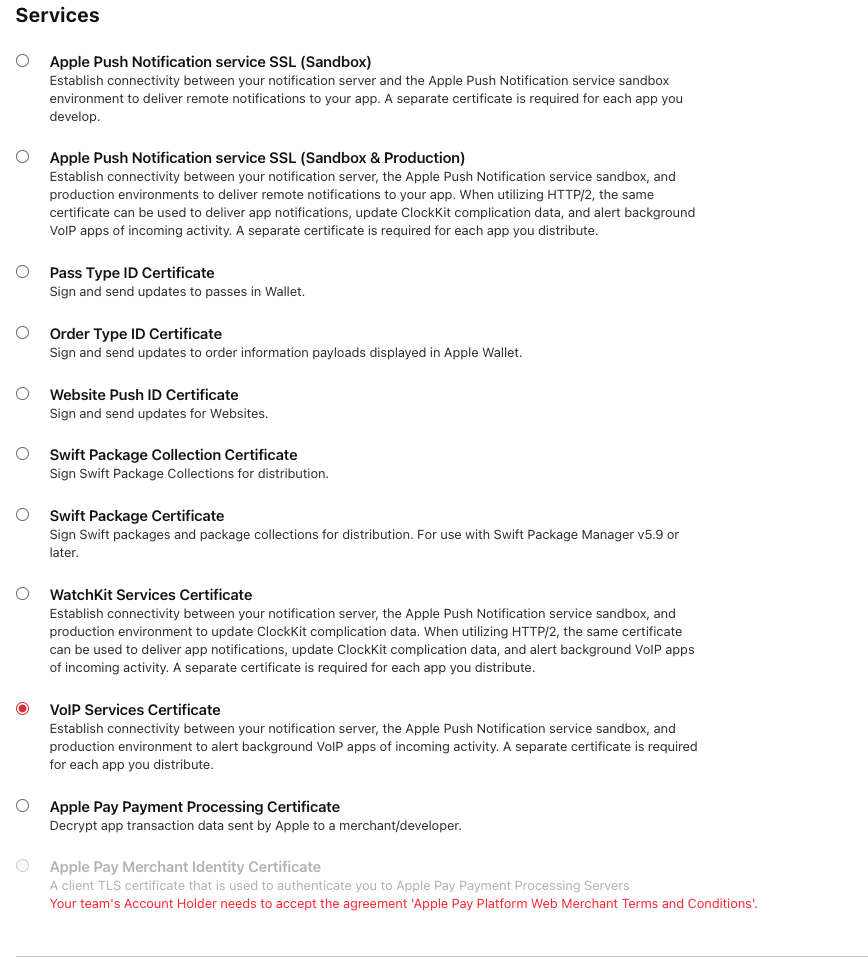 Services
Apple Push Notification service SSL (Sandbox)
Establish connectivity between your notification server and the Apple Push Notification service sandbox
environment to deliver remote notifications to your app. A separate certificate is required for each app you
develop.
Apple Push Notification service SSL (Sandbox & Production)
Establish connectivity between your notification server, the Apple Push Notification service sandbox, and
production environments to deliver remote notifications to your app. When utilizing HTTP/2, the same
certificate can be used to deliver app notifications, update ClockKit complication data, and alert background
VoIP apps of incoming activity. A separate certificate is required for each app you distribute.
Pass Type ID Certificate
Sign and send updates to passes in Wallet.
Order Type ID Certificate
Sign and send updates to order information payloads displayed in Apple Wallet.
Website Push ID Certificate
Sign and send updates for Websites.
Swift Package Collection Certificate
Sign Swift Package Collections for distribution.
Swift Package Certificate
Sign Swift packages and package collections for distribution. For use with Swift Package Manager v5.9 or
later.
WatchKit Services Certificate
Establish connectivity between your notification server, the Apple Push Notification service sandbox, and
production environment to update ClockKit complication data. When utilizing HTTP/2, the same certificate
can be used to deliver app notifications, update ClockKit complication data, and alert background VoIP apps
of incoming activity. A separate certificate is required for each app you distribute.
VoIP Services Certificate
Establish connectivity between your notification server, the Apple Push Notification service sandbox, and
production environment to alert background VoIP apps of incoming activity. A separate certificate is required
for each app you distribute.
Apple Pay Payment Processing Certificate
Decrypt app transaction data sent by Apple to a merchant/developer.
Apple Pay Merchant Identity Certificate
A client TLS certificate that is used to authenticate you to Apple Pay Payment Processing Servers
Your team's Account Holder needs to accept the agreement 'Apple Pay Platform Web Merchant Terms and Conditions'.